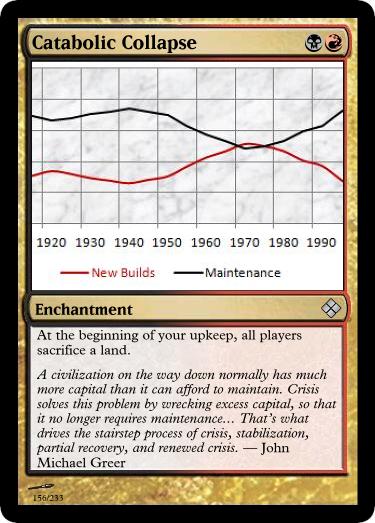 Catabolic Collapse
1920 1930 1940 1950 1960 1970 1980 1990
New Builds Maintenance
Enchantment
At the beginning of your upkeep, all players
sacrifice a land.
A civilization on the way down normally has much
more capital than it can afford to maintain. Crisis
solves this problem by wrecking excess capital, so that
it no longer requires maintenance... That's what
drives the stairstep process of crisis, stabilization,
partial recovery, and renewed crisis. — John
Michael Greer
156/233